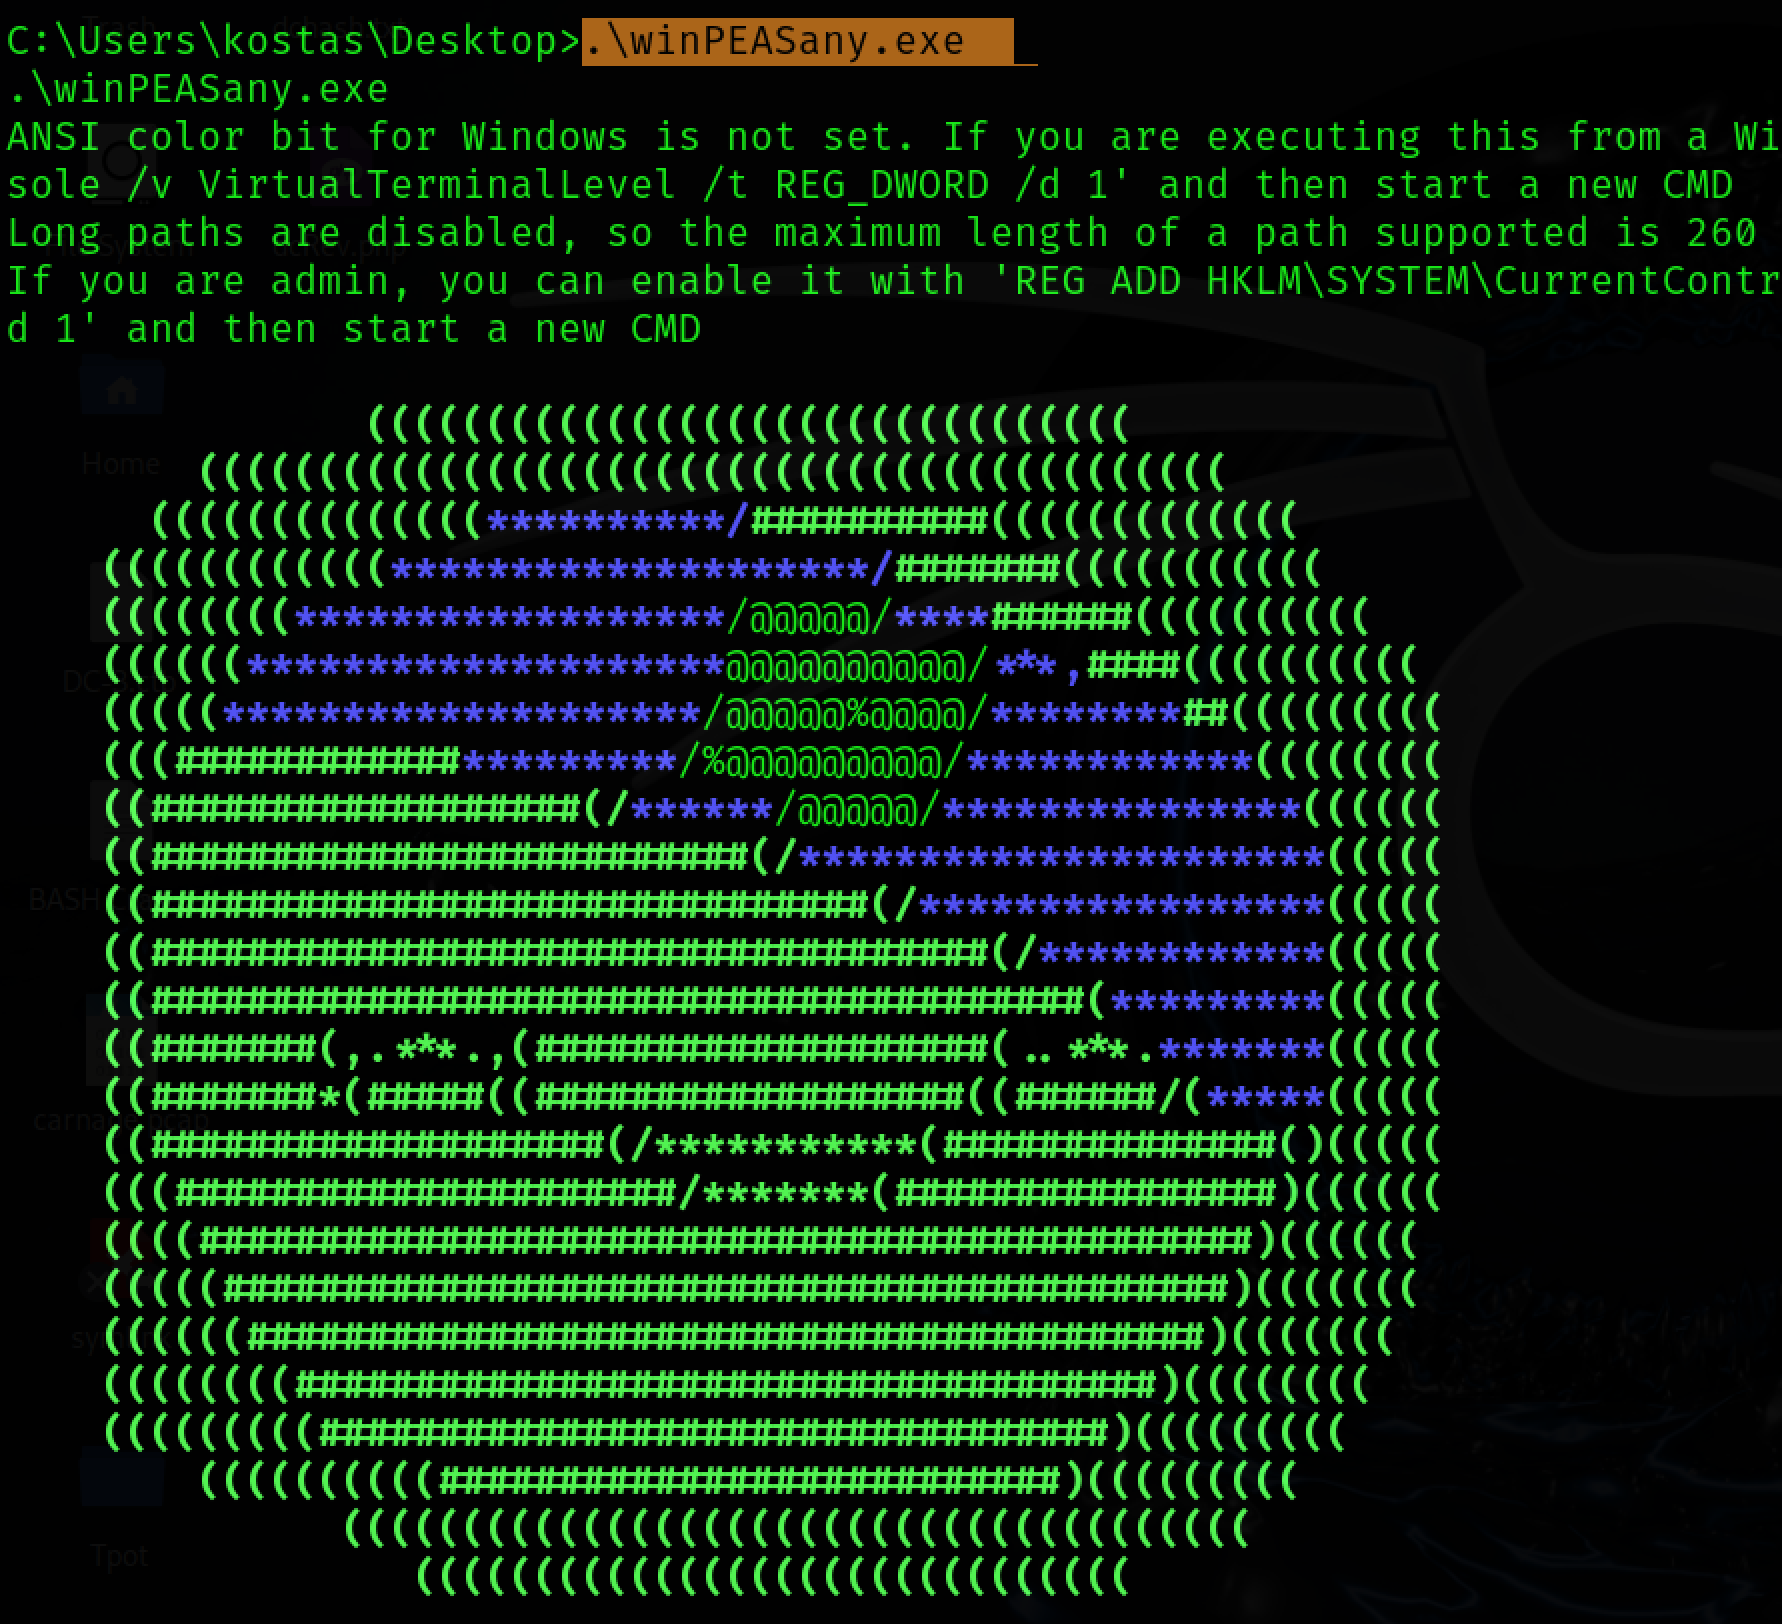 C:\Users\kostas\Desktop>.\winPEASany.exe
.\winPEASany.exe
ANSI color bit for Windows is not set. If you are executing this from a Wi
sole /v VirtualTerminalLevel /t REG_DWORD /d 1' and then start a new CMD
Long paths are disabled, so the maximum length of a path supported is 260
If you are admin, you can enable it with 'REG ADD HKLM\SYSTEM\CurrentContr
d 1' and then start a new CMD
Home
Tpot